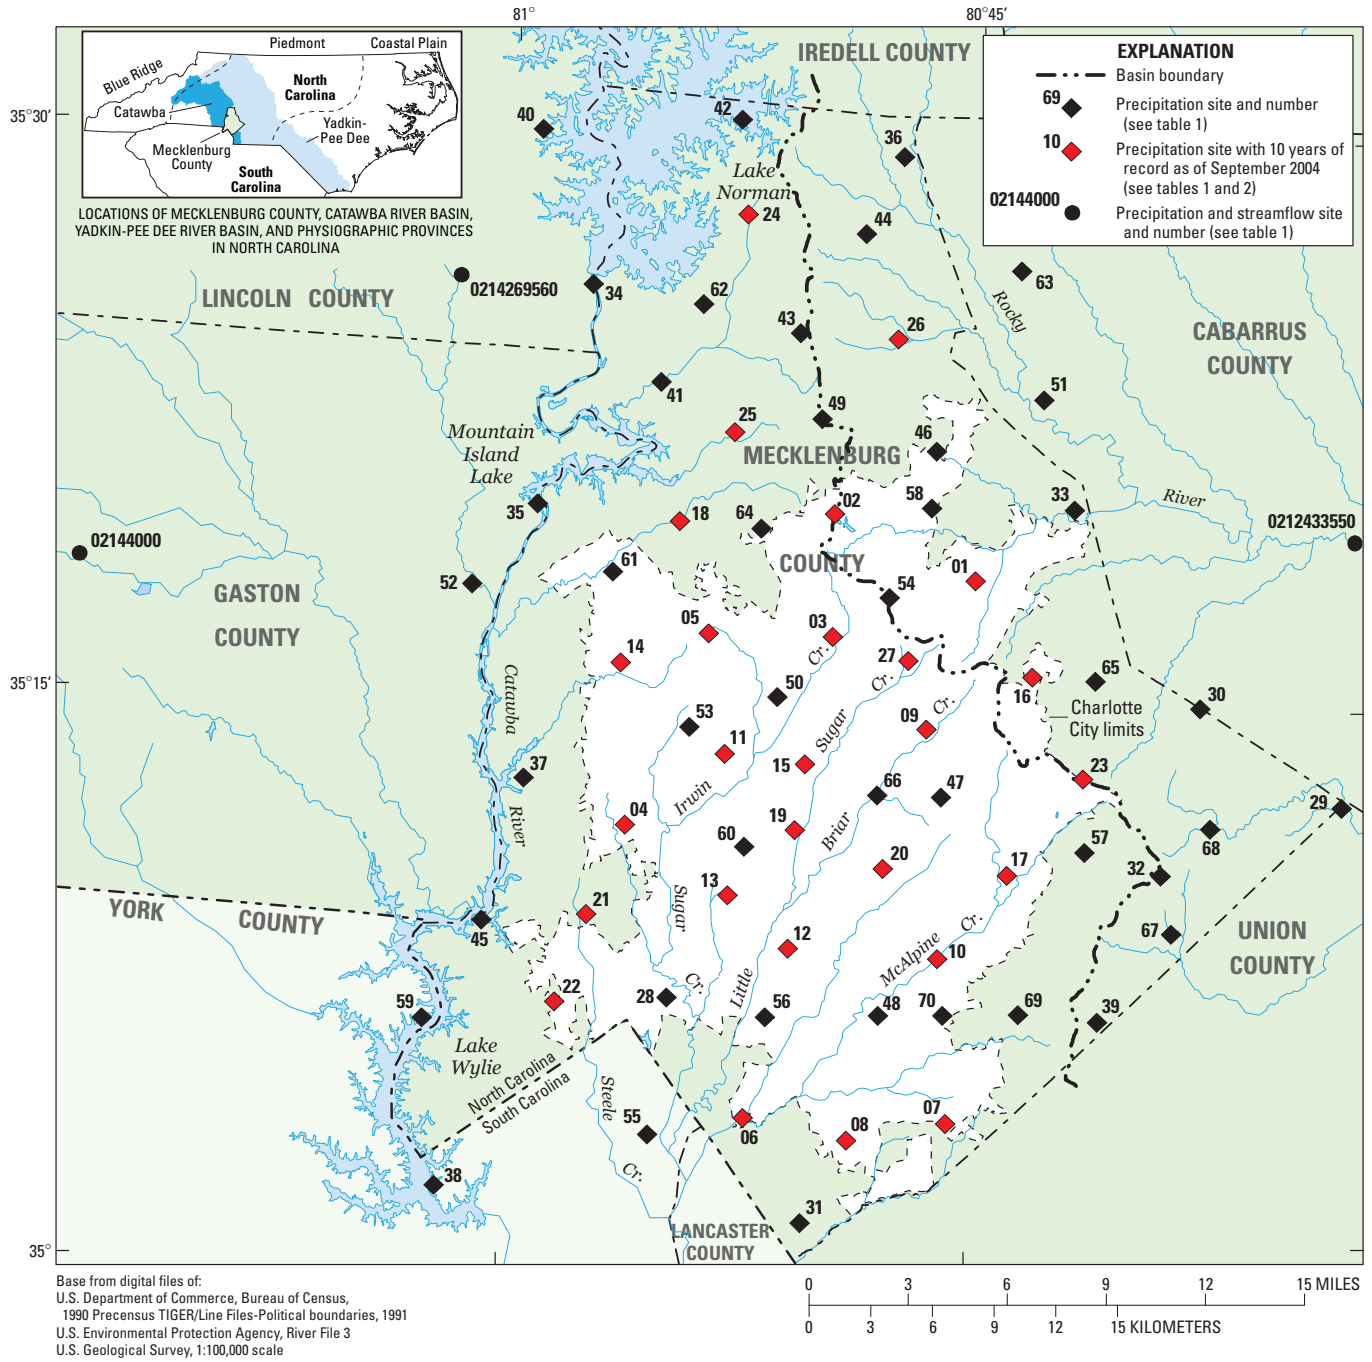 81°
80°45′
35°30′
35°15′
35°
Piedmont
Coastal Plain
Blue Ridge
North
Carolina
Catawba
Yadkin-
Pee Dee
Mecklenburg
County
South
Carolina
LOCATIONS OF MECKLENBURG COUNTY, CATAWBA RIVER BASIN,
YADKIN-PEE DEE RIVER BASIN, AND PHYSIOGRAPHIC PROVINCES
IN NORTH CAROLINA
EXPLANATION
Basin boundary
69
Precipitation site and number
(see table 1)
10
Precipitation site with 10 years of
record as of September 2004
(see tables 1 and 2)
02144000
Precipitation and streamflow site
and number (see table 1)
IREDELL COUNTY
40
42
36
Lake
Norman
24
44
0214269560
34
62
63
LINCOLN COUNTY
43
26
Rocky
CABARRUS
COUNTY
41
51
25
49
Mountain
Island
Lake
MECKLENBURG
46
35
18
64
02
58
33
River
0212433550
02144000
COUNTY
61
52
01
54
GASTON
COUNTY
05
03
14
27
Cr.
Cr.
65
16
50
Catawba
Charlotte
City limits
30
53
09
Cr.
11
Sugar
15
23
37
66
47
Irwin
29
River
04
19
Briar
60
57
68
20
17
32
13
21
Sugar
YORK COUNTY
45
67
UNION
COUNTY
12
Cr.
McAlpine
10
22
28
Cr.
Little
59
56
48
70
69
39
Lake
Wylie
North Carolina
South Carolina
Steele
55
06
08
07
Cr.
38
31
LANCASTER
COUNTY
Base from digital files of:
U.S. Department of Commerce, Bureau of Census,
1990 Precensus TIGER/Line Files-Political boundaries, 1991
U.S. Environmental Protection Agency, River File 3
U.S. Geological Survey, 1:100,000 scale
0 3 6 9 12 15 MILES
0 3 6 9 12 15 KILOMETERS